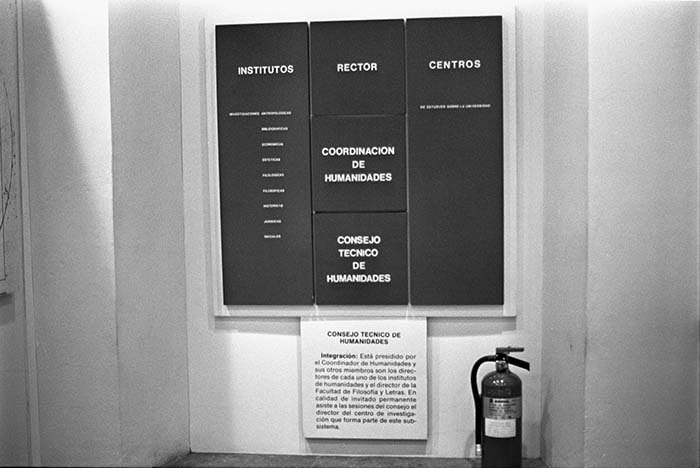 INSTITUTOS
INVESTIGACIONES ANTROPOLOGICAS
BIBLIOGRAFICAS
ECONOMICAS
ESTETICAS
FILOLOGICAS
FILOSOFICAS
HISTORICAS
JURIDICAS
SOCIALES
RECTOR
COORDINACION
DE
HUMANIDADES
CONSEJO
TECNICO
DE
HUMANIDADES
CENTROS
DE ESTUDIOS SOBRE LA UNIVERSIDAD
CONSEJO TECNICO DE
HUMANIDADES
Integración: Está presidido por
el Coordinador de Humanidades y
sus otros miembros son los direc-
tores de cada uno de los institutos
de humanidades y el director de la
Facultad de Filosofía y Letras. En
calidad de invitado permanente
asiste a las sesiones del consejo el
director del centro de investiga-
ción que forma parte de este sub-
sistema.